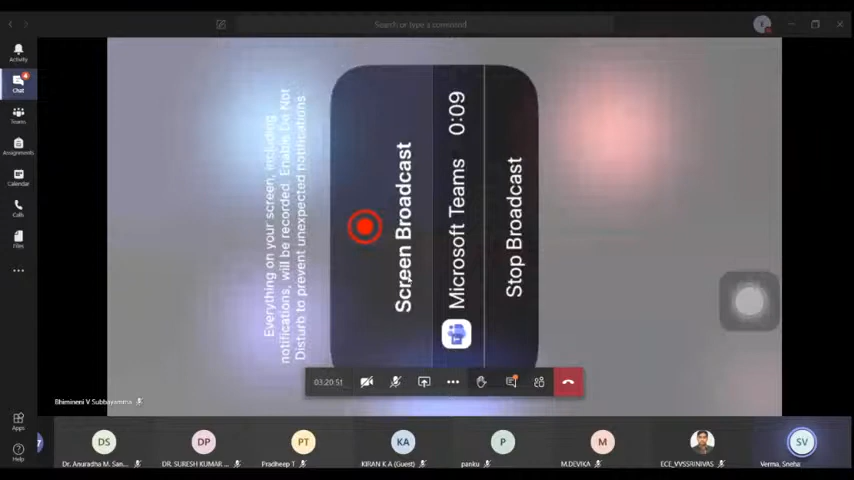 Search or type a command
Activity
Chat
Teams
Assignments
Calendar
Calls
Files
Apps
Help
Everything on your screen, including
notifications, will be recorded. Enable Do Not
Disturb to prevent unexpected notifications
Screen Broadcast
Microsoft Teams 0:09
Stop Broadcast
03:20:51
Bhimineni V Subbayamma
DS
Dr. Anuradha M. San...
DP
DR. SURESH KUMAR ...
PT
Pradheep T
KA
KIRAN K A (Guest)
P
panku
M
M.DEVIKA
ECE_VVSSRINIVAS
SV
Verma, Sneha